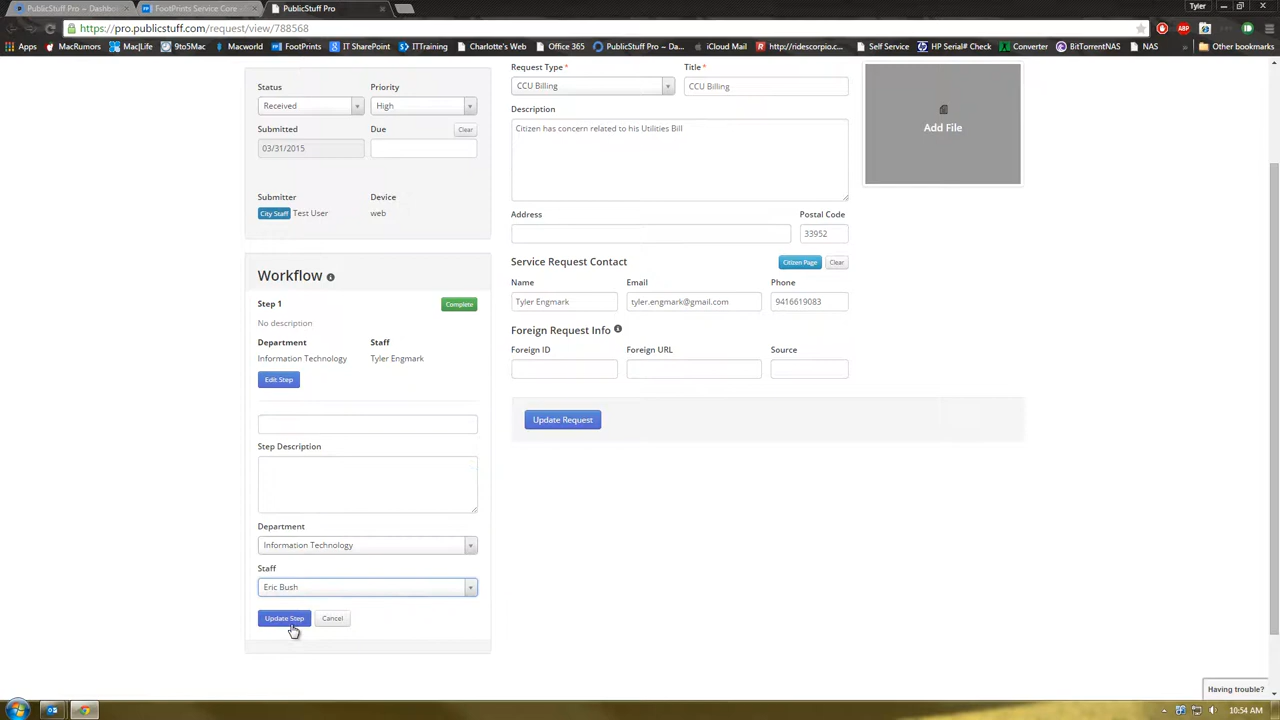 PublicStuff Pro – Dashbo
FootPrints Service Core
PublicStuff Pro
Tyler
https://pro.publicstuff.com/request/view/788568
Apps MacRumors Mac|Life 9to5Mac Macworld FootPrints IT SharePoint ITTraining Charlotte's Web Office 365 PublicStuff Pro – Da... iCloud Mail http://ridescorpio.c... Self Service HP Serial# Check Converter BitTorrentNAS NAS Other bookmarks
Status Priority
Received High
Submitted Due Clear
03/31/2015
Submitter Device
City Staff Test User web
Request Type * Title *
CCU Billing CCU Billing
Description
Citizen has concern related to his Utilities Bill
Add File
Address Postal Code
33952
Service Request Contact Citizen Page Clear
Name Email Phone
Tyler Engmark tyler.engmark@gmail.com 9416619083
Foreign Request Info
Foreign ID Foreign URL Source
Update Request
Workflow
Step 1 Complete
No description
Department Staff
Information Technology Tyler Engmark
Edit Step
Step Description
Department
Information Technology
Staff
Eric Bush
Update Step Cancel
Having trouble?
10:54 AM